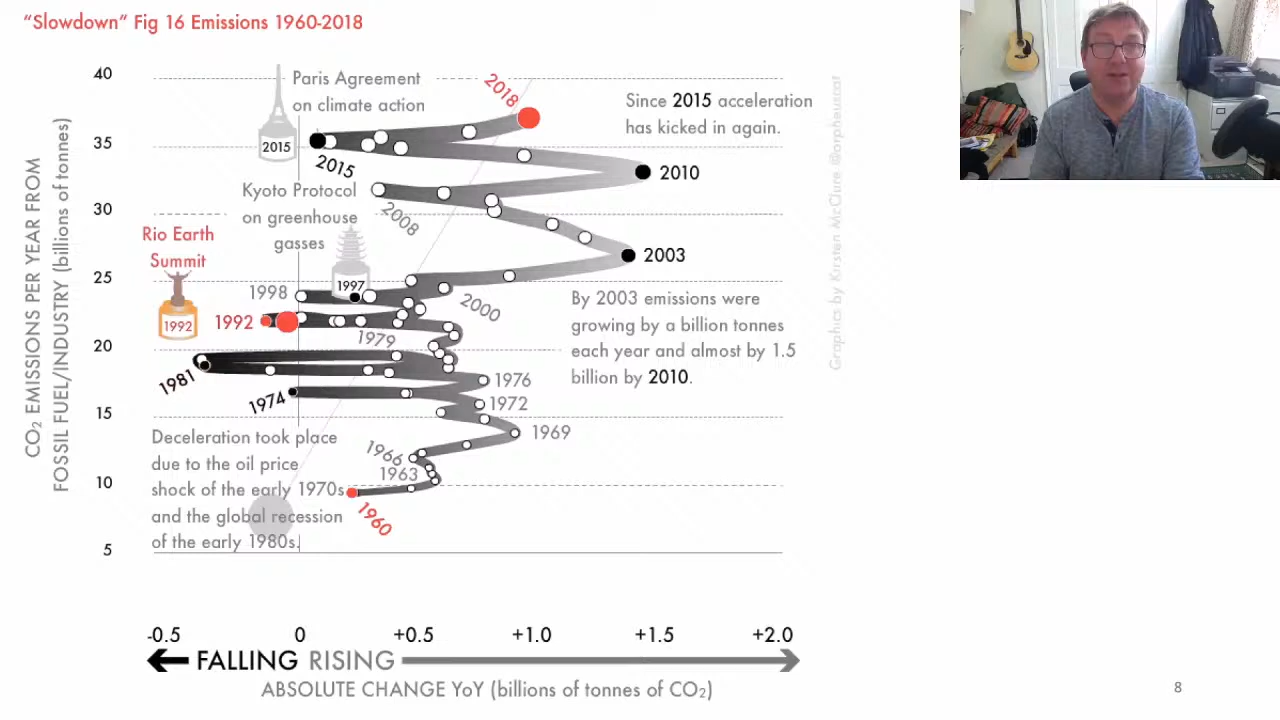 "Slowdown" Fig 16 Emissions 1960-2018
CO₂ EMISSIONS PER YEAR FROM
FOSSIL FUEL/INDUSTRY (billions of tonnes)
40
35
30
25
20
15
10
5
Paris Agreement
on climate action
2015
2015
2018
Since 2015 acceleration
has kicked in again.
2010
Kyoto Protocol
on greenhouse
gasses
2008
1997
2003
Rio Earth
Summit
1992
1998
1992
2000
1979
By 2003 emissions were
growing by a billion tonnes
each year and almost by 1.5
billion by 2010.
1981
1976
1974
1972
1969
1966
1963
1960
Deceleration took place
due to the oil price
shock of the early 1970s
and the global recession
of the early 1980s.
Graphics by Kirsten McClure @orpheuscat
-0.5
0
+0.5
+1.0
+1.5
+2.0
FALLING RISING
ABSOLUTE CHANGE YoY (billions of tonnes of CO₂)
8